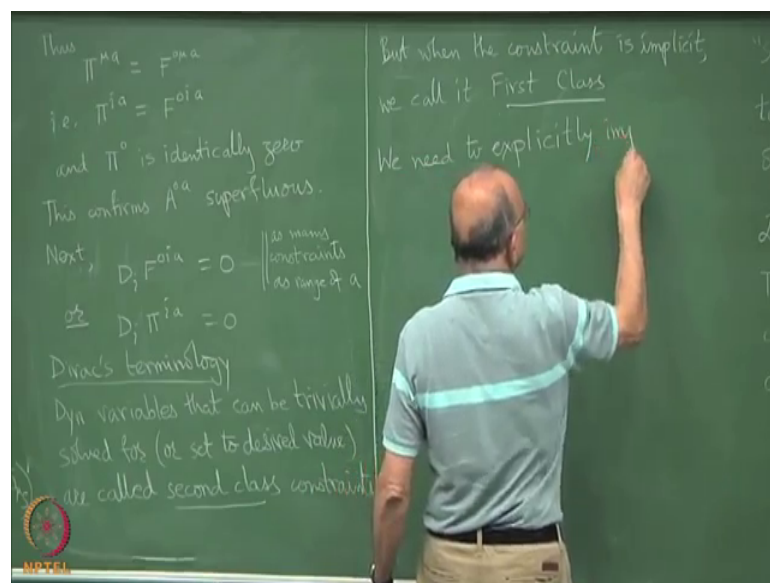 Thus
Π^{μa} = F^{oμa}
i.e. Π^{ia} = F^{oia}
and Π^o is identically zero
This confirms A^{oa} superfluous.
Next, D_i F^{oia} = 0 || as many constraints as range of a
or D_i Π^{ia} = 0
Dirac's terminology
Dyn variables that can be trivially
solved for (or set to desired value)
are called second class constraints
But when the constraint is implicit,
we call it First Class
We need to explicitly imp
NPTEL